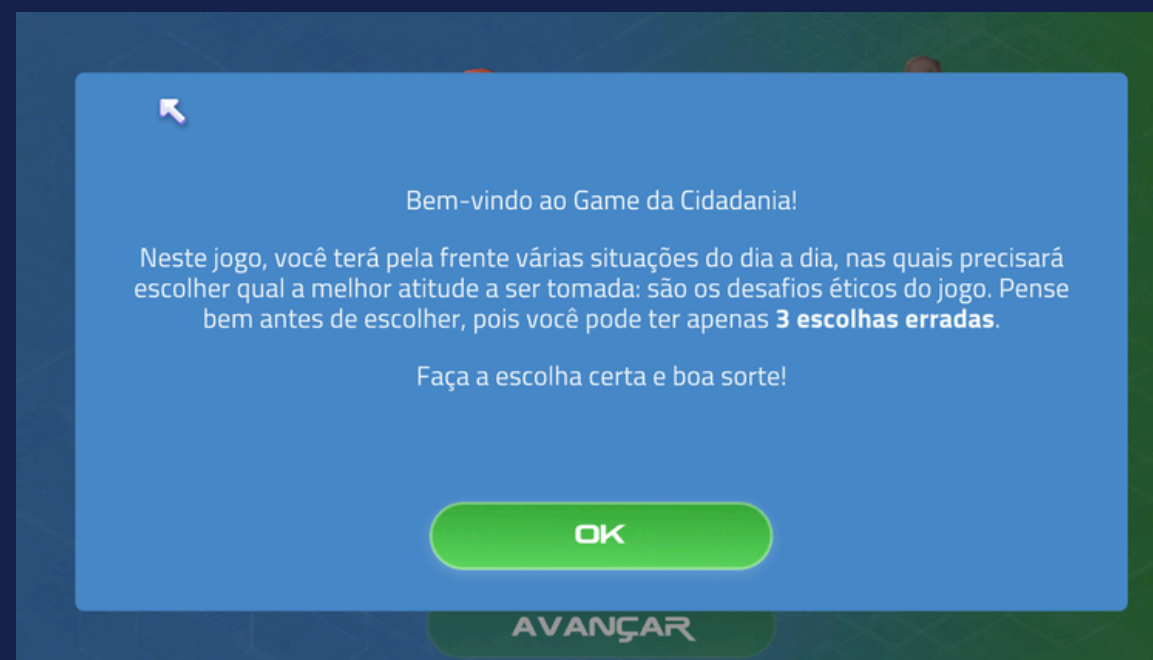 Bem-vindo ao Game da Cidadania!
Neste jogo, você terá pela frente várias situações do dia a dia, nas quais precisará
escolher qual a melhor atitude a ser tomada: são os desafios éticos do jogo. Pense
bem antes de escolher, pois você pode ter apenas 3 escolhas erradas.
Faça a escolha certa e boa sorte!
OK
AVANÇAR